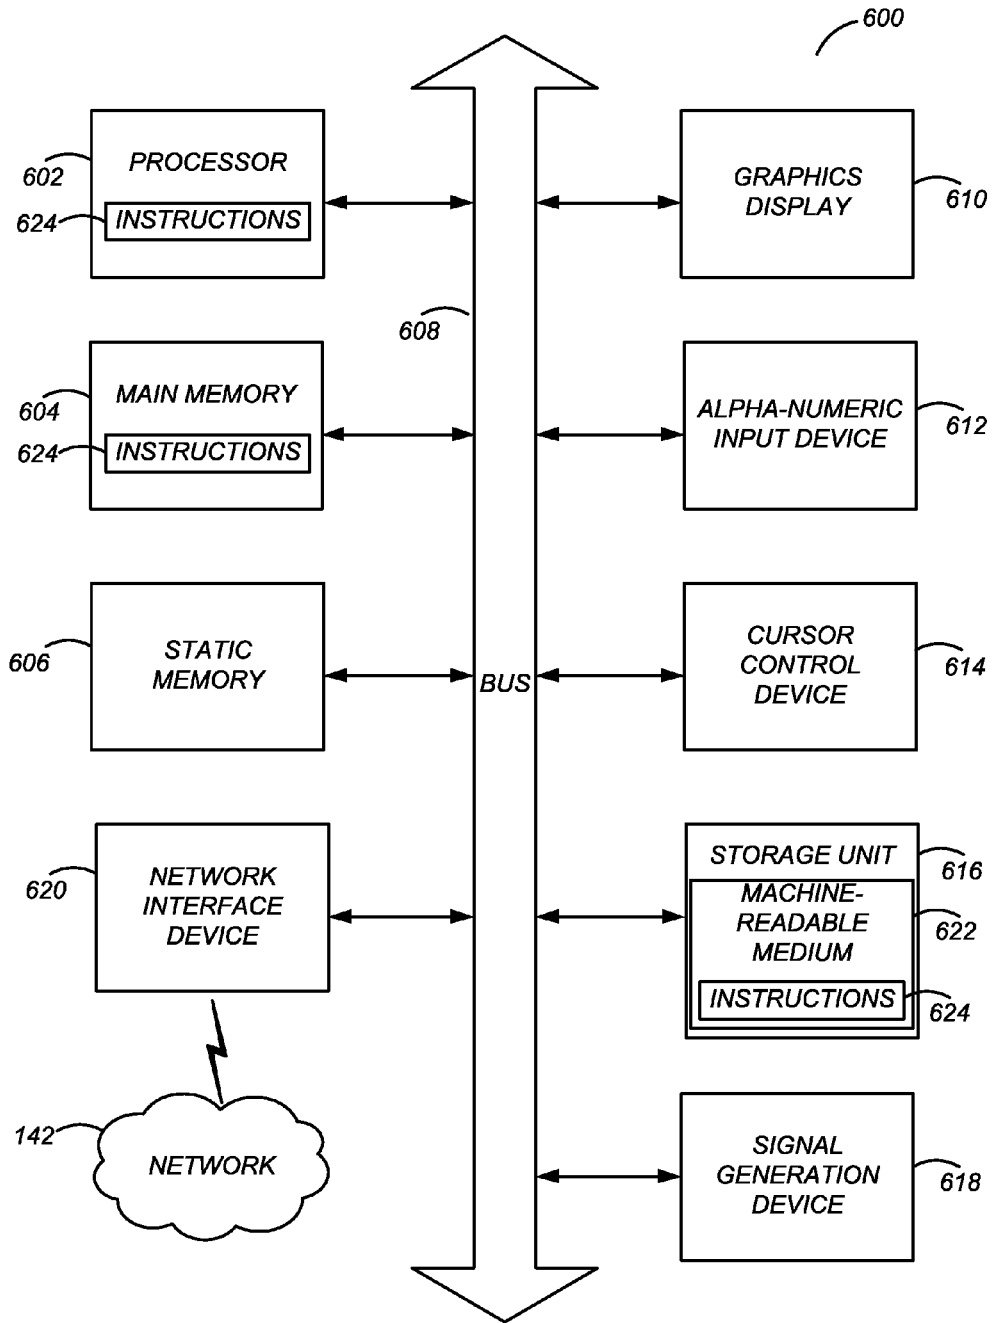 600
PROCESSOR
602
624
INSTRUCTIONS
GRAPHICS
DISPLAY
610
608
MAIN MEMORY
604
624
INSTRUCTIONS
ALPHA-NUMERIC
INPUT DEVICE
612
STATIC
MEMORY
606
BUS
CURSOR
CONTROL
DEVICE
614
NETWORK
INTERFACE
DEVICE
620
STORAGE UNIT
616
MACHINE-
READABLE
MEDIUM
622
INSTRUCTIONS
624
142
NETWORK
SIGNAL
GENERATION
DEVICE
618